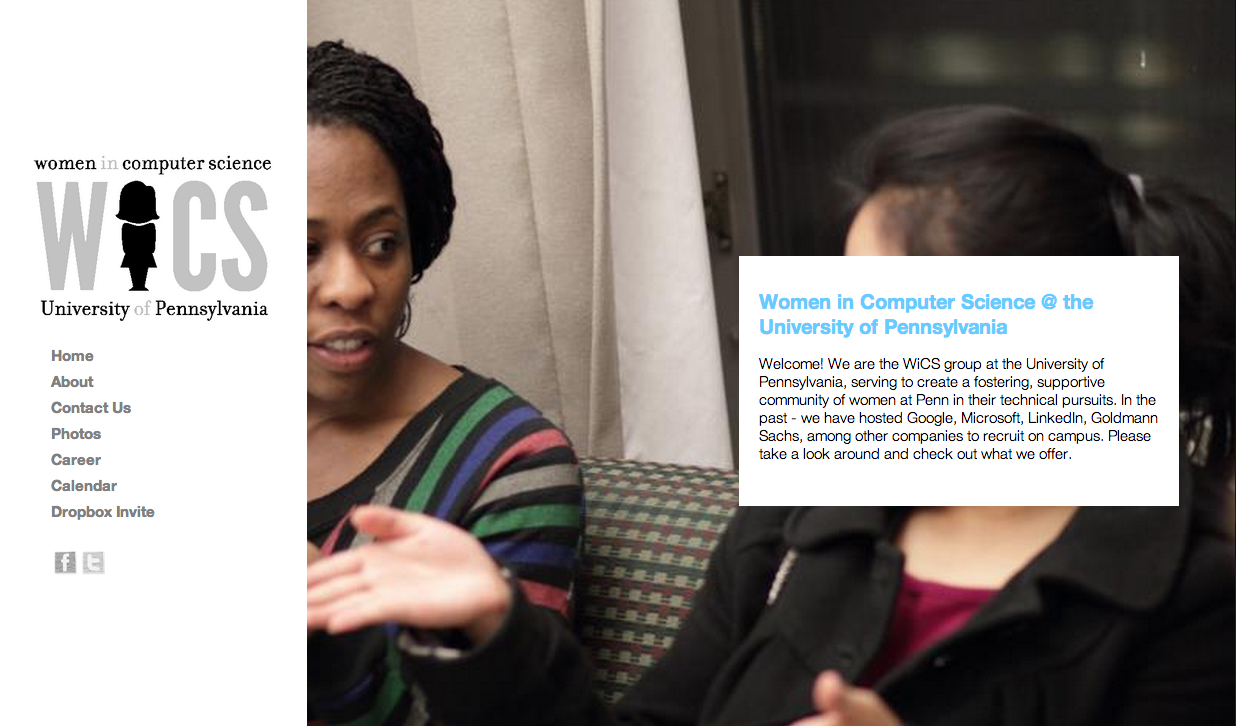 women in computer science
WiCS
University of Pennsylvania
Home
About
Contact Us
Photos
Career
Calendar
Dropbox Invite
f t
Women in Computer Science @ the
University of Pennsylvania
Welcome! We are the WiCS group at the University of
Pennsylvania, serving to create a fostering, supportive
community of women at Penn in their technical pursuits. In the
past - we have hosted Google, Microsoft, LinkedIn, Goldmann
Sachs, among other companies to recruit on campus. Please
take a look around and check out what we offer.